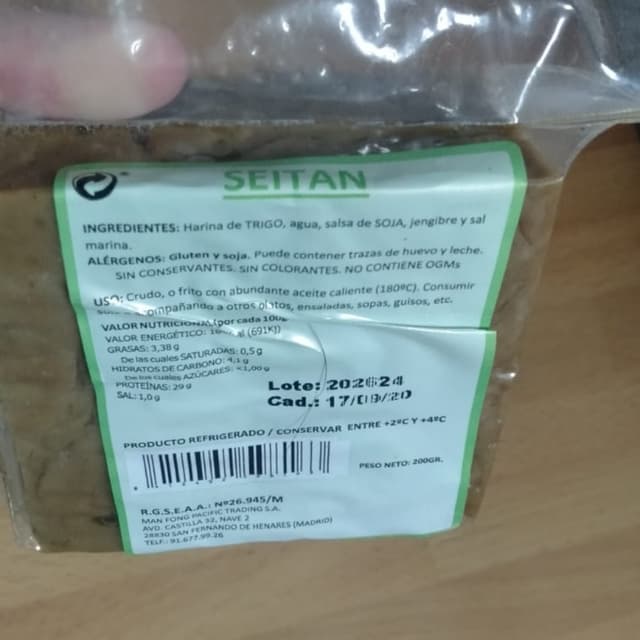 SEITAN
INGREDIENTES: Harina de TRIGO, agua, salsa de SOJA, jengibre y sal
marina.
ALÉRGENOS: Gluten y soja. Puede contener trazas de huevo y leche.
SIN CONSERVANTES. SIN COLORANTES. NO CONTIENE OGMs
USO: Crudo, o frito con abundante aceite caliente (180ºC). Consumir
acompañando a otros platos, ensaladas, sopas, guisos, etc.
VALOR NUTRICIONAL (por cada 100g
VALOR ENERGÉTICO: (691KJ)
GRASAS: 3,38 g
De las cuales SATURADAS: 0,5 g
HIDRATOS DE CARBONO: 4,1 g
De los cuales AZÚCARES: <1,00 g
PROTEÍNAS: 29 g
SAL: 1,0 g
Lote: 202624
Cad.: 17/09/20
PRODUCTO REFRIGERADO / CONSERVAR ENTRE +2ºC Y +4ºC
PESO NETO: 200GR.
R.G.S.E.A.A.: Nº26.945/M
MAN FONG PACIFIC TRADING S.A.
AVD. CASTILLA 32, NAVE 2
28830 SAN FERNANDO DE HENARES (MADRID)
TELF.: 91.677.99.26